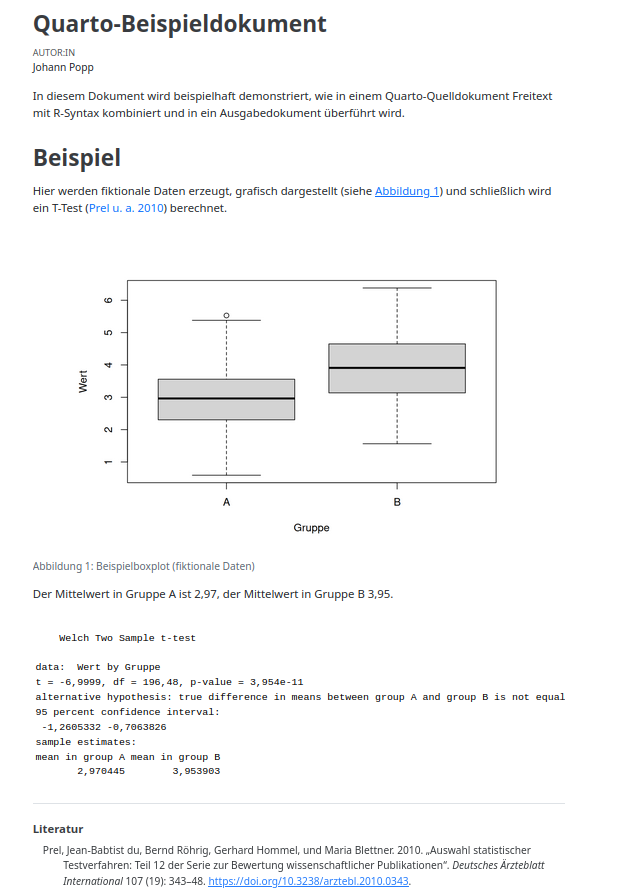 Quarto-Beispieldokument
AUTOR:IN
Johann Popp
In diesem Dokument wird beispielhaft demonstriert, wie in einem Quarto-Quelldokument Freitext
mit R-Syntax kombiniert und in ein Ausgabedokument überführt wird.
Beispiel
Hier werden fiktionale Daten erzeugt, grafisch dargestellt (siehe Abbildung 1) und schließlich wird
ein T-Test (Prel u. a. 2010) berechnet.
6
5
4
3
2
1
Wert
A B
Gruppe
Abbildung 1: Beispielboxplot (fiktionale Daten)
Der Mittelwert in Gruppe A ist 2,97, der Mittelwert in Gruppe B 3,95.
Welch Two Sample t-test
data:  Wert by Gruppe
t = -6,9999, df = 196,48, p-value = 3,954e-11
alternative hypothesis: true difference in means between group A and group B is not equal
95 percent confidence interval:
-1,2605332 -0,7063826
sample estimates:
mean in group A mean in group B
2,970445        3,953903
Literatur
Prel, Jean-Babtist du, Bernd Röhrig, Gerhard Hommel, und Maria Blettner. 2010. „Auswahl statistischer
Testverfahren: Teil 12 der Serie zur Bewertung wissenschaftlicher Publikationen“. Deutsches Ärzteblatt
International 107 (19): 343–48. https://doi.org/10.3238/arztebl.2010.0343.